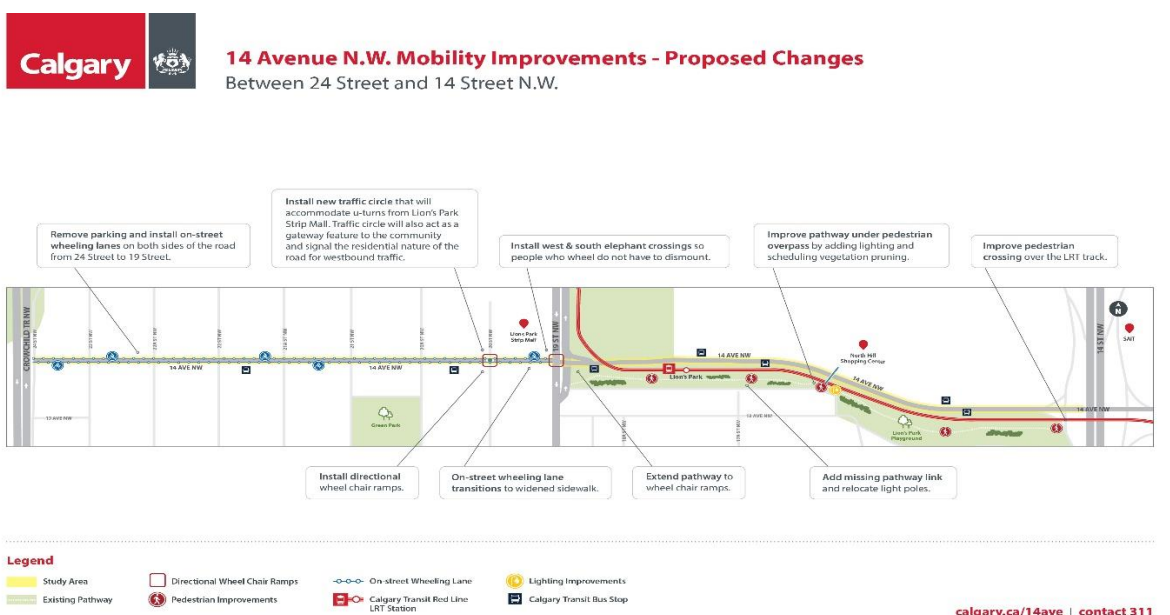 Calgary
14 Avenue N.W. Mobility Improvements - Proposed Changes
Between 24 Street and 14 Street N.W.
Remove parking and install on-street
wheeling lanes on both sides of the road
from 24 Street to 19 Street.
Install new traffic circle that will
accommodate u-turns from Lion's Park
Strip Mall. Traffic circle will also act as a
gateway feature to the community
and signal the residential nature of the
road for westbound traffic.
Install west & south elephant crossings so
people who wheel do not have to dismount.
Improve pathway under pedestrian
overpass by adding lighting and
scheduling vegetation pruning.
Improve pedestrian
crossing over the LRT track.
CROWCHILD TR NW
19 ST NW
14 ST NW
N
SAIT
Lions Park
Strip Mall
North Hill
Shopping Center
14 AVE NW
14 AVE NW
14 AVE NW
14 AVE NW
14 AVE NW
Lion's Park
13 AVE NW
14 AVE NW
Green Park
Lion's Park
Playground
Install directional
wheel chair ramps.
On-street wheeling lane
transitions to widened sidewalk.
Extend pathway to
wheel chair ramps.
Add missing pathway link
and relocate light poles.
Legend
Study Area
Directional Wheel Chair Ramps
On-street Wheeling Lane
Lighting Improvements
Existing Pathway
Pedestrian Improvements
Calgary Transit Red Line
LRT Station
Calgary Transit Bus Stop
calgary.ca/14ave | contact 311